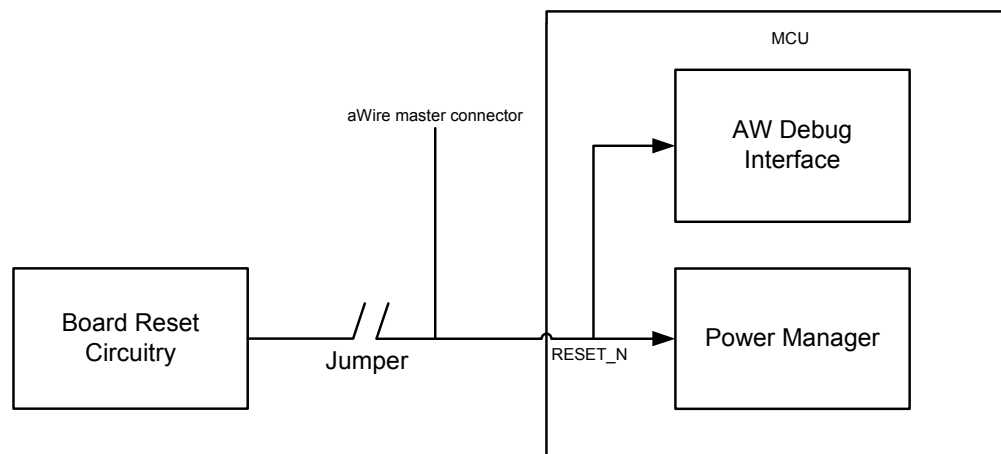 MCU
aWire master connector
AW Debug
Interface
Board Reset
Circuitry
Jumper
RESET_N
Power Manager